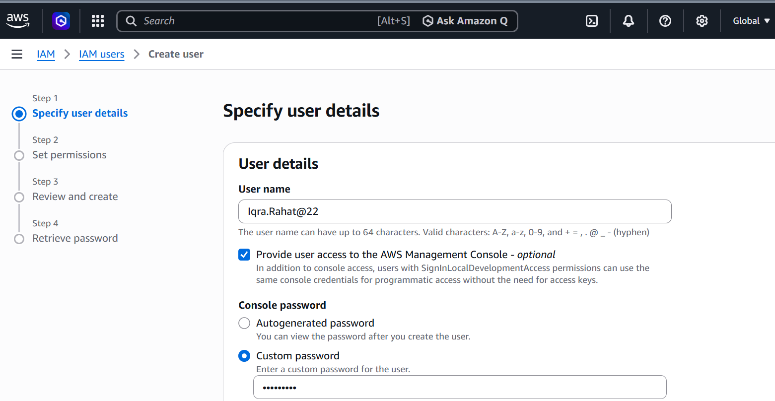 aws
Search [Alt+S] Ask Amazon Q Global
IAM > IAM users > Create user
Step 1
Specify user details
Step 2
Set permissions
Step 3
Review and create
Step 4
Retrieve password
Specify user details
User details
User name
Iqra.Rahat@22
The user name can have up to 64 characters. Valid characters: A-Z, a-z, 0-9, and + = , . @ _ - (hyphen)
Provide user access to the AWS Management Console - optional
In addition to console access, users with SignInLocalDevelopmentAccess permissions can use the
same console credentials for programmatic access without the need for access keys.
Console password
Autogenerated password
You can view the password after you create the user.
Custom password
Enter a custom password for the user.
•••••••••